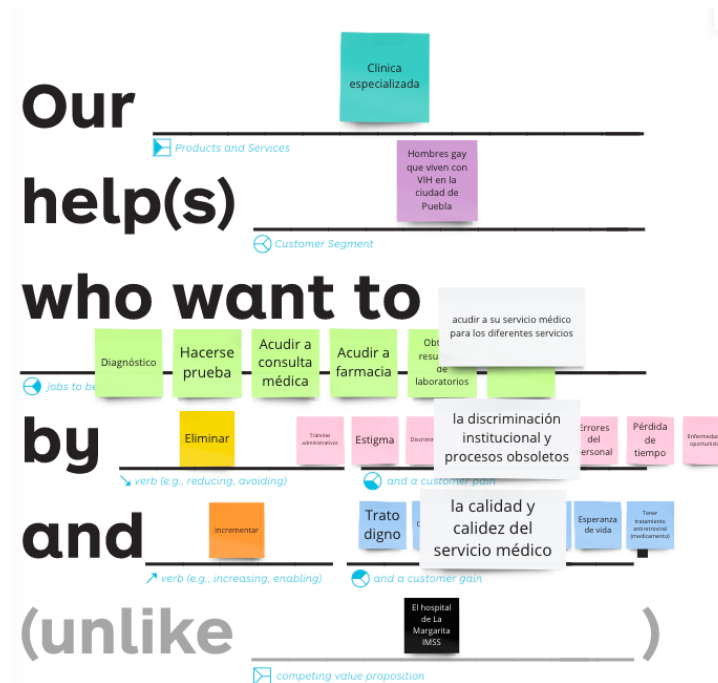 Clinica
especializada
Our
Products and Services
Hombres gay
que viven con
VIH en la
ciudad de
Puebla
help(s)
Customer Segment
who want to
acudir a su servicio médico
para los diferentes servicios
Diagnóstico
Hacerse
prueba
Acudir a
consulta
médica
Acudir a
farmacia
de
laboratorios
jobs to be
by
Eliminar
Trámites
administrativos
Estigma
la discriminación
institucional y
procesos obsoletos
Errores
del
personal
Pérdida
de
tiempo
verb (e.g., reducing, avoiding)
and a customer pain
and
Incrementar
Trato
digno
la calidad y
calidez del
servicio médico
Esperanza
de vida
Tener
tratamiento
antirretroviral
(medicamento)
verb (e.g., increasing, enabling)
and a customer gain
(unlike
El hospital
de La
Margarita
IMSS
)
competing value proposition